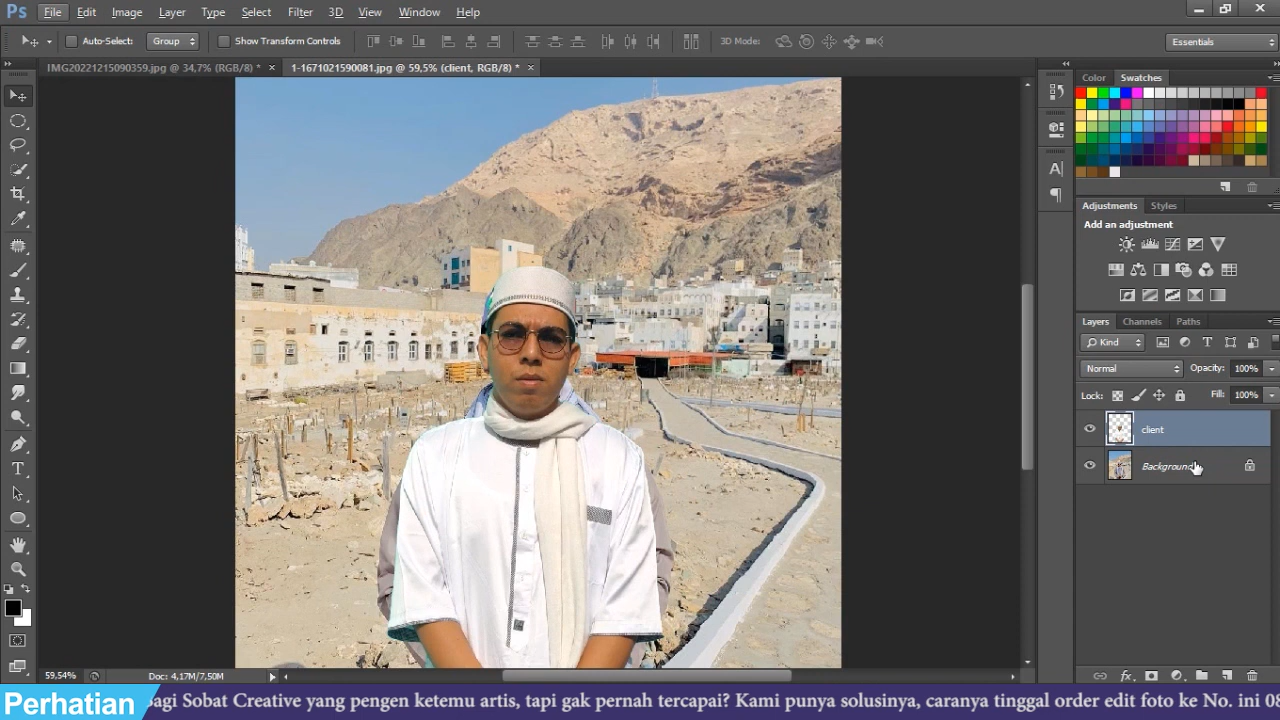 Ps File Edit Image Layer Type Select Filter 3D View Window Help
Auto-Select: Group Show Transform Controls 3D Mode: Essentials
IMG20221215090359.jpg @ 34,7% (RGB/8) * × 1-1671021590081.jpg @ 59,5% (client, RGB/8) * ×
Color Swatches
Adjustments Styles
Add an adjustment
Layers Channels Paths
Kind
Normal Opacity: 100%
Lock: Fill: 100%
client
Background
59,54% Doc: 4,17M/7,50M
Perhatian Bagi Sobat Creative yang pengen ketemu artis, tapi gak pernah tercapai? Kami punya solusinya, caranya tinggal order edit foto ke No. ini 08